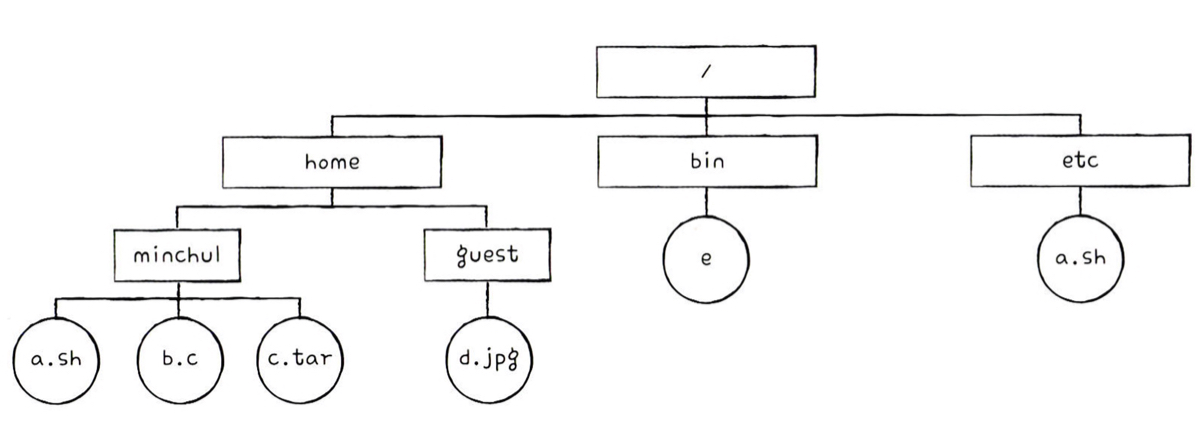 /
home
bin
etc
minchul
guest
e
a.sh
a.sh
b.c
c.tar
d.jpg